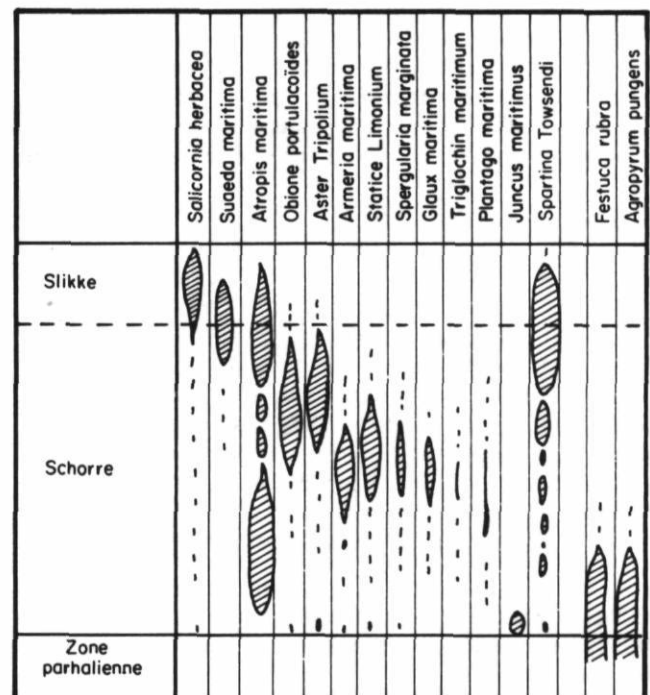 Salicornia herbacea
Suaeda maritima
Atropis maritima
Obione portulacoïdes
Aster Tripolium
Armeria maritima
Statice Limonium
Spergularia marginata
Glaux maritima
Triglochin maritimum
Plantago maritima
Juncus maritimus
Spartina Towsendi
Festuca rubra
Agropyrum pungens
Slikke
Schorre
Zone
parhalienne